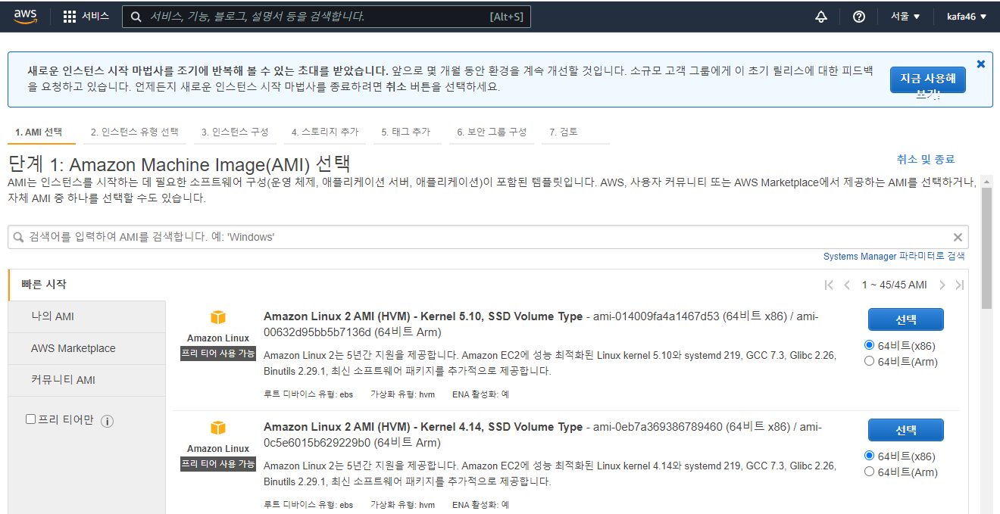 aws
서비스
서비스, 기능, 블로그, 설명서 등을 검색합니다.
[Alt+S]
서울 ▼
kafa46 ▼
새로운 인스턴스 시작 마법사를 조기에 반복해 볼 수 있는 초대를 받았습니다. 앞으로 몇 개월 동안 환경을 계속 개선할 것입니다. 소규모 고객 그룹에게 이 초기 릴리스에 대한 피드백
을 요청하고 있습니다. 언제든지 새로운 인스턴스 시작 마법사를 종료하려면 취소 버튼을 선택하세요.
지금 사용해
보기!
1. AMI 선택
2. 인스턴스 유형 선택
3. 인스턴스 구성
4. 스토리지 추가
5. 태그 추가
6. 보안 그룹 구성
7. 검토
단계 1: Amazon Machine Image(AMI) 선택
취소 및 종료
AMI는 인스턴스를 시작하는 데 필요한 소프트웨어 구성(운영 체제, 애플리케이션 서버, 애플리케이션)이 포함된 템플릿입니다. AWS, 사용자 커뮤니티 또는 AWS Marketplace에서 제공하는 AMI를 선택하거나,
자체 AMI 중 하나를 선택할 수도 있습니다.
검색어를 입력하여 AMI를 검색합니다. 예: 'Windows'
Systems Manager 파라미터로 검색
빠른 시작
1 ~ 45/45 AMI
나의 AMI
AWS Marketplace
커뮤니티 AMI
프리 티어만
Amazon Linux
프리 티어 사용 가능
Amazon Linux 2 AMI (HVM) - Kernel 5.10, SSD Volume Type - ami-014009fa4a1467d53 (64비트 x86) / ami-
00632d95bb5b7136d (64비트 Arm)
Amazon Linux 2는 5년간 지원을 제공합니다. Amazon EC2에 성능 최적화된 Linux kernel 5.10와 systemd 219, GCC 7.3, Glibc 2.26,
Binutils 2.29.1, 최신 소프트웨어 패키지를 추가적으로 제공합니다.
루트 디바이스 유형: ebs
가상화 유형: hvm
ENA 활성화: 예
선택
64비트(x86)
64비트(Arm)
Amazon Linux
프리 티어 사용 가능
Amazon Linux 2 AMI (HVM) - Kernel 4.14, SSD Volume Type - ami-0eb7a369386789460 (64비트 x86) / ami-
0c5e6015b629229b0 (64비트 Arm)
Amazon Linux 2는 5년간 지원을 제공합니다. Amazon EC2에 성능 최적화된 Linux kernel 4.14와 systemd 219, GCC 7.3, Glibc 2.26,
Binutils 2.29.1, 최신 소프트웨어 패키지를 추가적으로 제공합니다.
루트 디바이스 유형: ebs
가상화 유형: hvm
ENA 활성화: 예
선택
64비트(x86)
64비트(Arm)